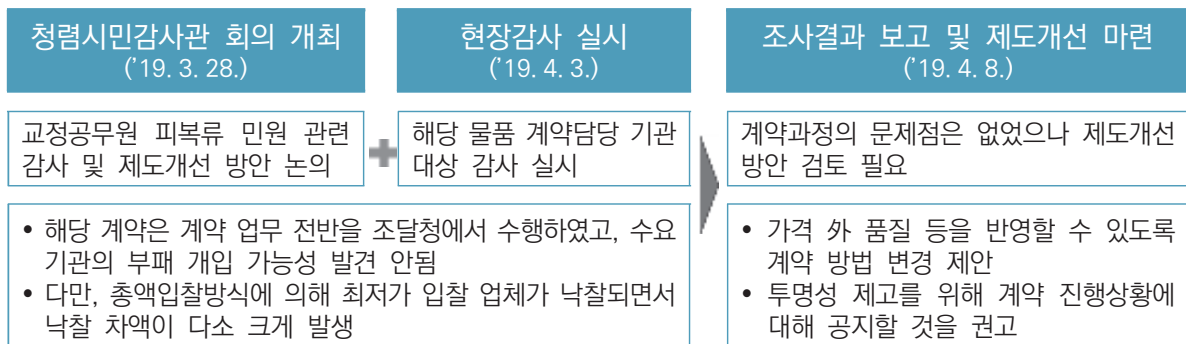 청렴시민감사관 회의 개최
('19. 3. 28.)
현장감사 실시
('19. 4. 3.)
조사결과 보고 및 제도개선 마련
('19. 4. 8.)
교정공무원 피복류 민원 관련
감사 및 제도개선 방안 논의
해당 물품 계약담당 기관
대상 감사 실시
계약과정의 문제점은 없었으나 제도개선
방안 검토 필요
• 해당 계약은 계약 업무 전반을 조달청에서 수행하였고, 수요
기관의 부패 개입 가능성 발견 안됨
• 다만, 총액입찰방식에 의해 최저가 입찰 업체가 낙찰되면서
낙찰 차액이 다소 크게 발생
• 가격 外 품질 등을 반영할 수 있도록
계약 방법 변경 제안
• 투명성 제고를 위해 계약 진행상황에
대해 공지할 것을 권고